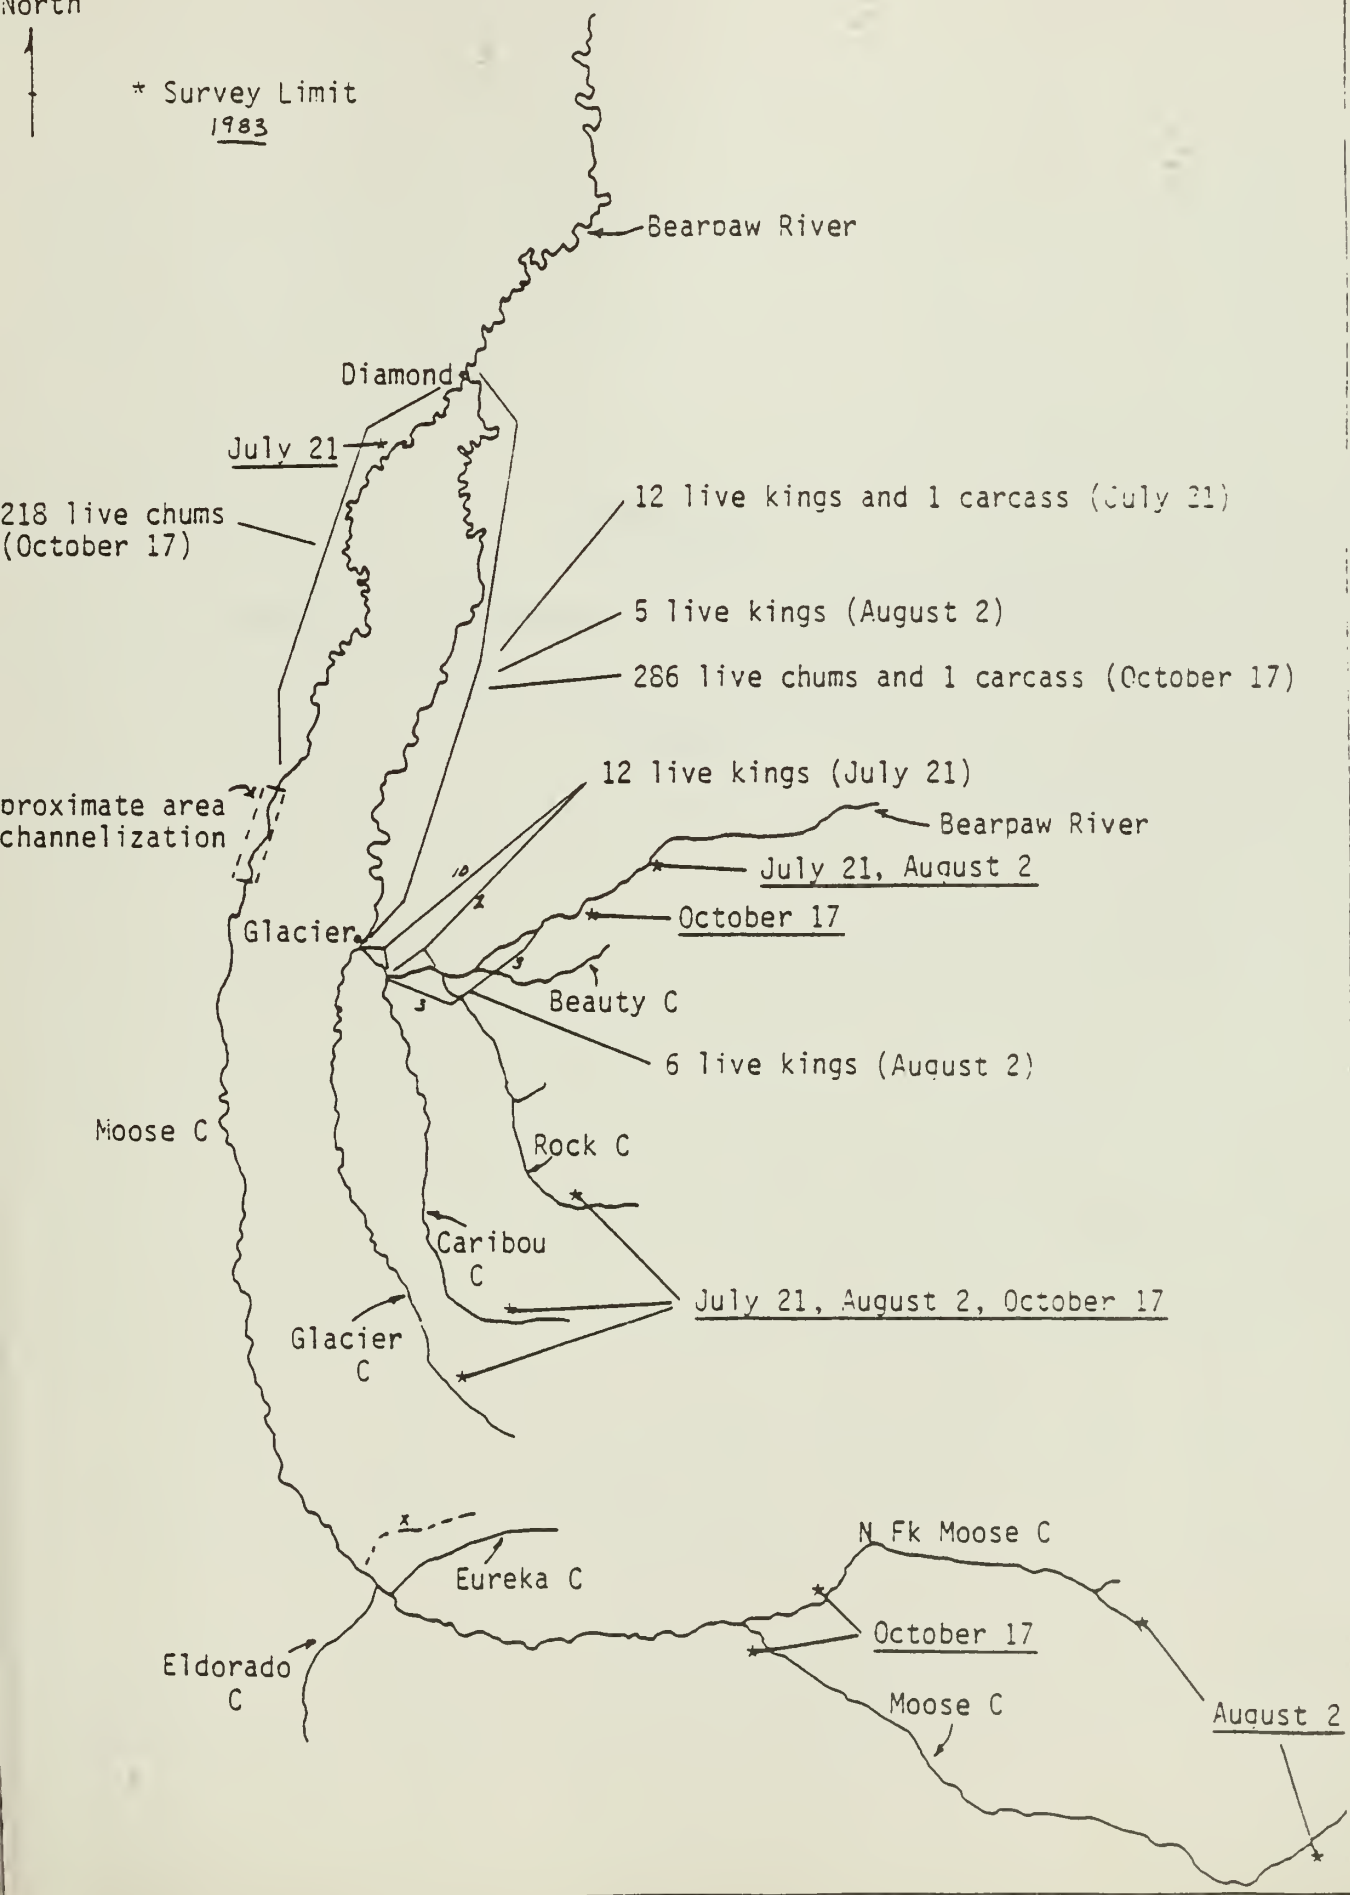 North
* Survey Limit
1983
Bearpaw River
Diamond
July 21
218 live chums
(October 17)
12 live kings and 1 carcass (July 21)
5 live kings (August 2)
286 live chums and 1 carcass (October 17)
12 live kings (July 21)
proximate area
channelization
Bearpaw River
10
July 21, August 2
2
October 17
Glacier
3
3
Beauty C
6 live kings (August 2)
Moose C
Rock C
Caribou
C
July 21, August 2, October 17
Glacier
C
x
N Fk Moose C
Eureka C
October 17
Eldorado
C
Moose C
August 2